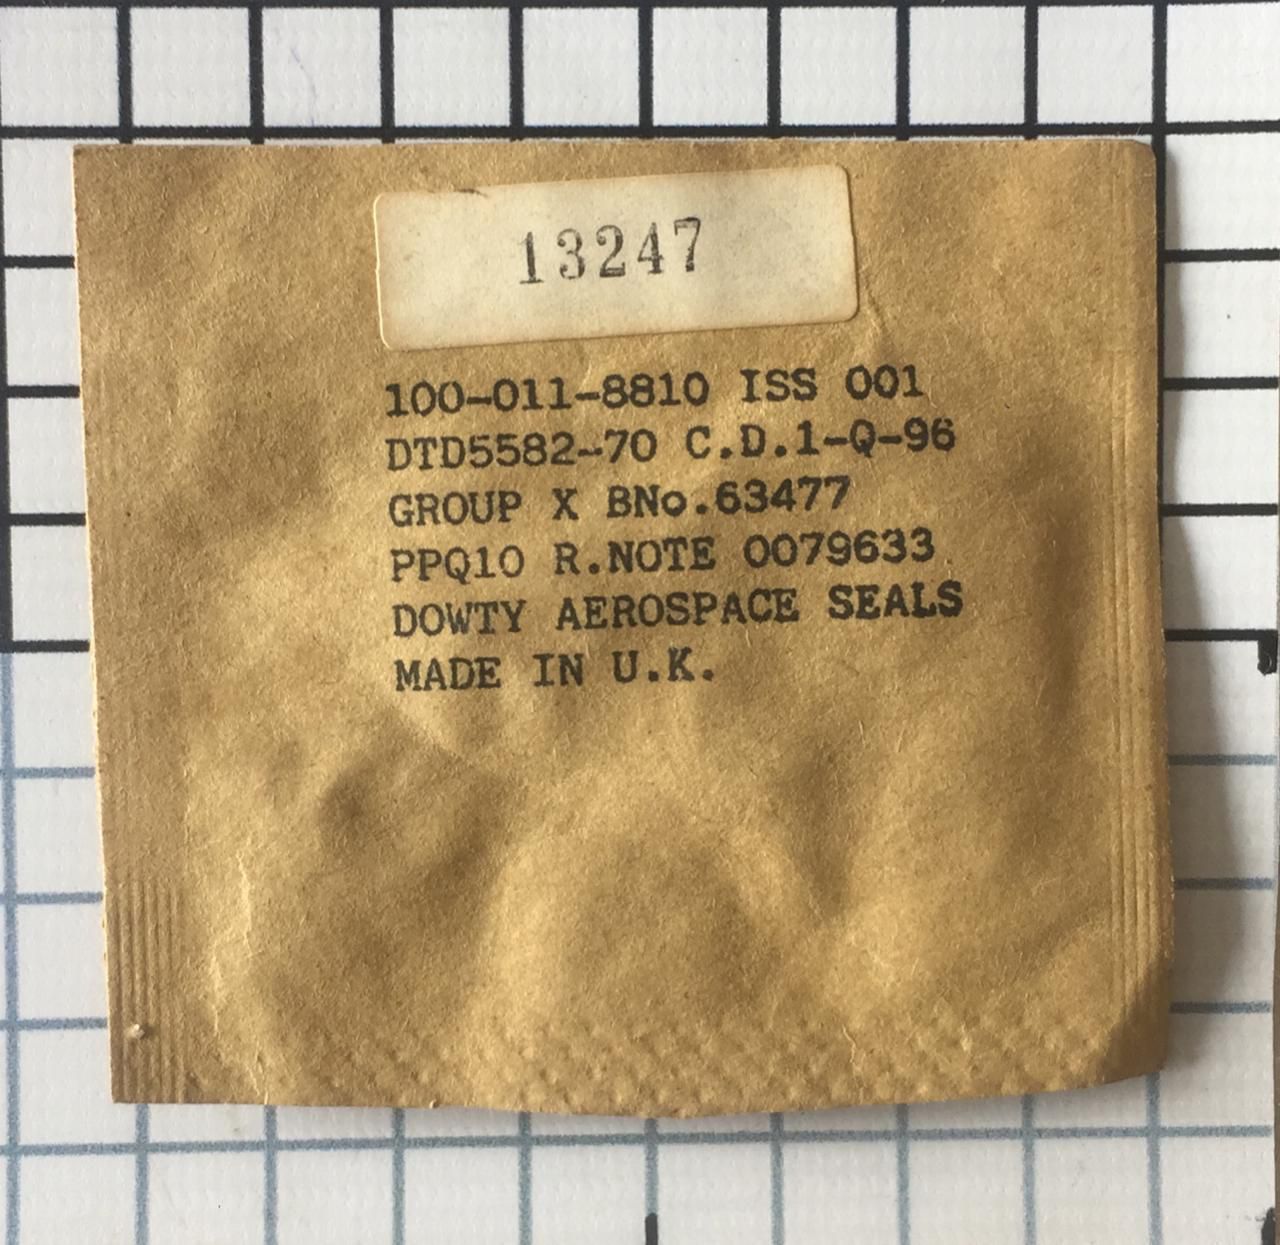 13247
100-011-8810 ISS 001
DTD5582-70 C.D.1-Q-96
GROUP X BNo.63477
PPQ10 R.NOTE 0079633
DOWTY AEROSPACE SEALS
MADE IN U.K.